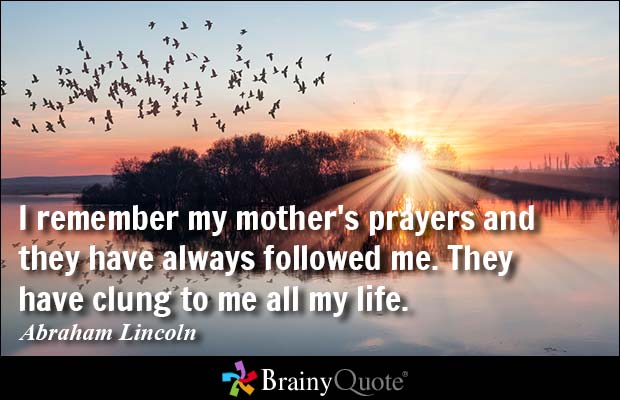 I remember my mother's prayers and
they have always followed me. They
have clung to me all my life.
Abraham Lincoln
BrainyQuote®